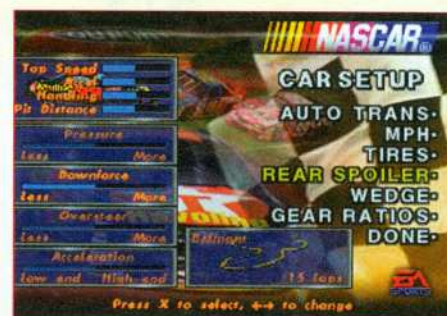 NASCAR®
CAR SETUP
Top Speed
Accel
Handling
Pit Distance
Pressure
Less More
Downforce
Less More
Oversteer
Less More
Acceleration
Low end High end
AUTO TRANS
MPH
TIRES
REAR SPOILER
WEDGE
GEAR RATIOS
DONE
Brilliant
15 laps
EA SPORTS
Press X to select, ←→ to change